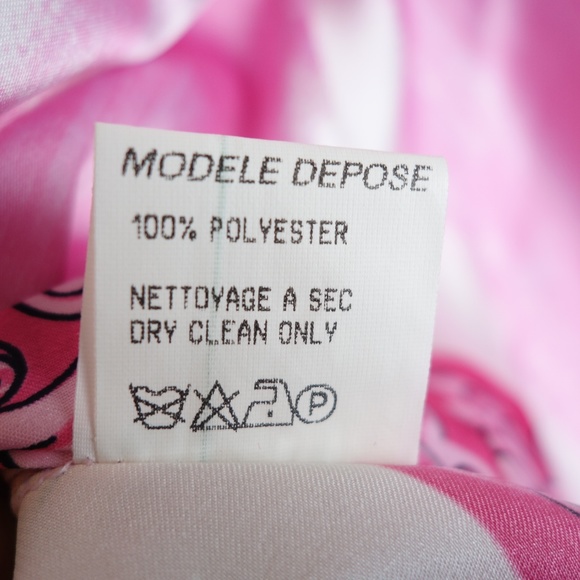 MODELE DEPOSE
100% POLYESTER
NETTOYAGE A SEC
DRY CLEAN ONLY
P